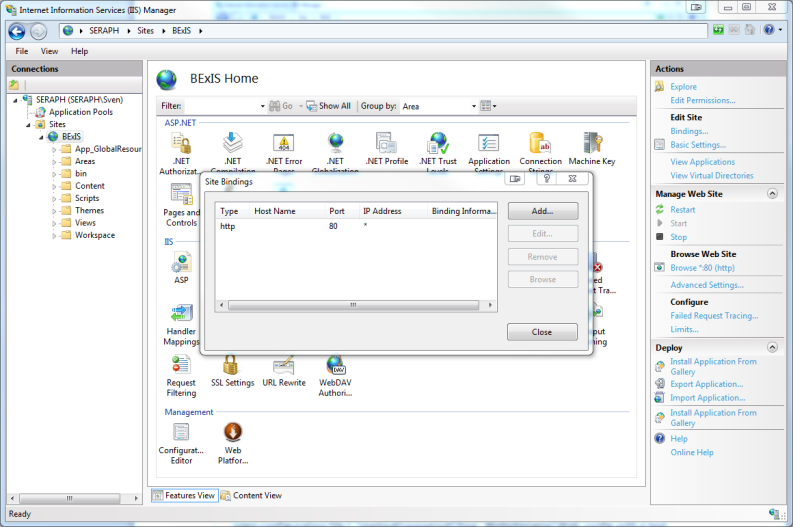 Internet Information Services (IIS) Manager
SERAPH
Sites
BExIS
File View Help
Connections
SERAPH (SERAPH\Sven)
Application Pools
Sites
BExIS
App_GlobalResour
Areas
bin
Content
Scripts
Themes
Views
Workspace
BExIS Home
Filter: Go Show All Group by: Area
ASP.NET
.NET Authorizat...
.NET Compilation
.NET Error Pages
.NET Globalization
.NET Profile
.NET Trust Levels
Application Settings
Connection Strings
Machine Key
Pages and Controls
Site Bindings
Type Host Name Port IP Address Binding Informa...
http 80 *
Add...
Edit...
Remove
Browse
Close
IIS
ASP
Handler Mappings
Request Filtering
SSL Settings
URL Rewrite
WebDAV Authori...
Management
Configurat... Editor
Web Platfor...
Features View Content View
Actions
Explore
Edit Permissions...
Edit Site
Bindings...
Basic Settings...
View Applications
View Virtual Directories
Manage Web Site
Restart
Start
Stop
Browse Web Site
Browse *:80 (http)
Advanced Settings...
Configure
Failed Request Tracing...
Limits...
Deploy
Install Application From Gallery
Export Application...
Import Application...
Install Application From Gallery
Help
Online Help
Ready